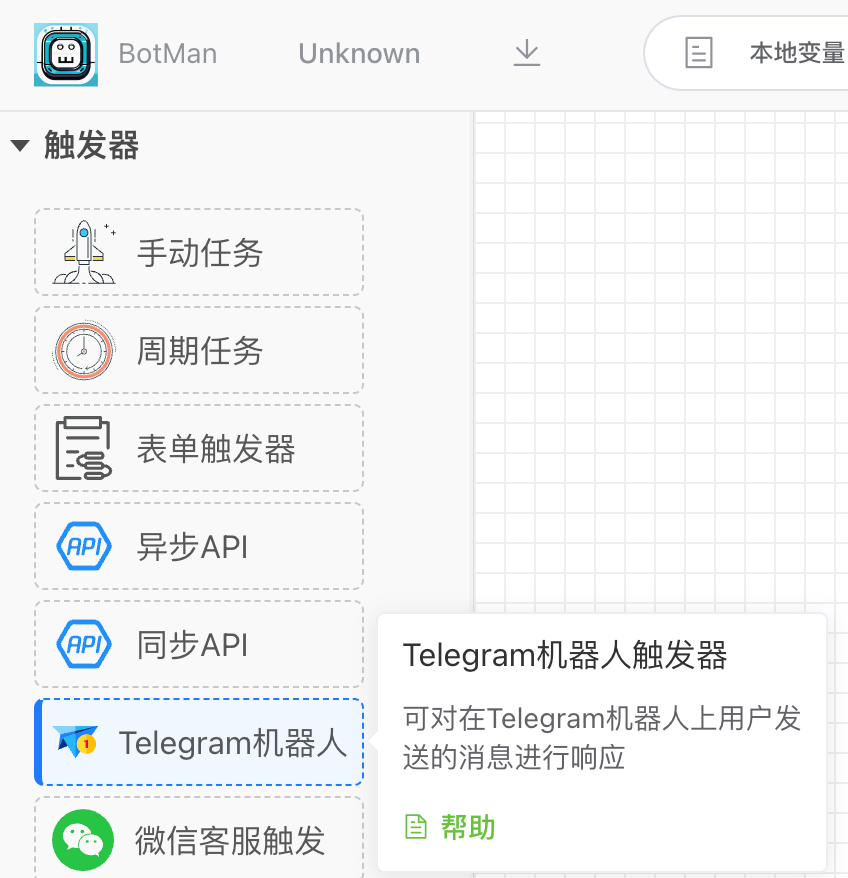 BotMan
Unknown
本地变量
触发器
手动任务
周期任务
表单触发器
API
异步API
API
同步API
1
Telegram机器人
微信客服触发
Telegram机器人触发器
可对在Telegram机器人上用户发
送的消息进行响应
帮助